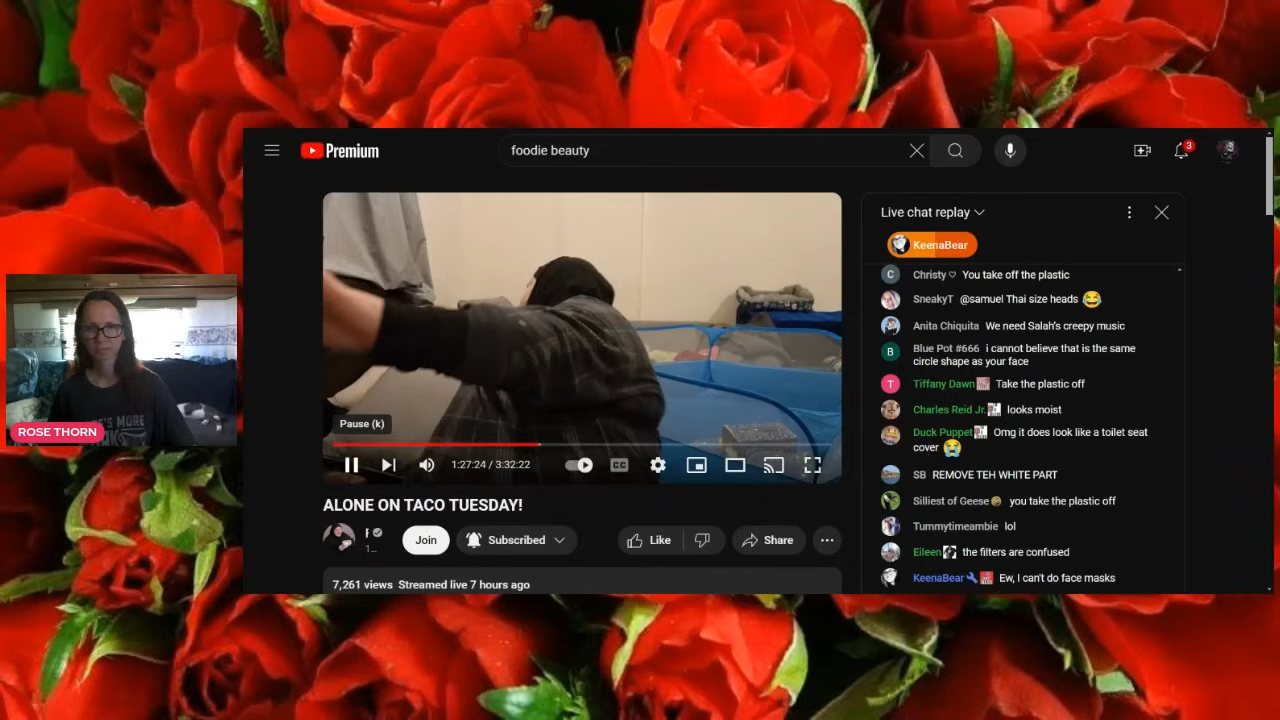 Premium
foodie beauty
3
Live chat replay
KeenaBear
Christy♡ You take off the plastic
SneakyT @samuel Thai size heads 😂
Anita Chiquita We need Salah's creepy music
B Blue Pot #666 i cannot believe that is the same
circle shape as your face
T Tiffany Dawn Take the plastic off
Charles Reid Jr. looks moist
Duck Puppet Omg it does look like a toilet seat
cover 😭
SB REMOVE TEH WHITE PART
Silliest of Geese you take the plastic off
Tummytimeambie lol
Eileen the filters are confused
KeenaBear Ew, I can't do face masks
ROSE THORN
Pause (k)
1:27:24 / 3:32:22
CC
ALONE ON TACO TUESDAY!
F
1...
Join
Subscribed
Like
Share
7,261 views Streamed live 7 hours ago